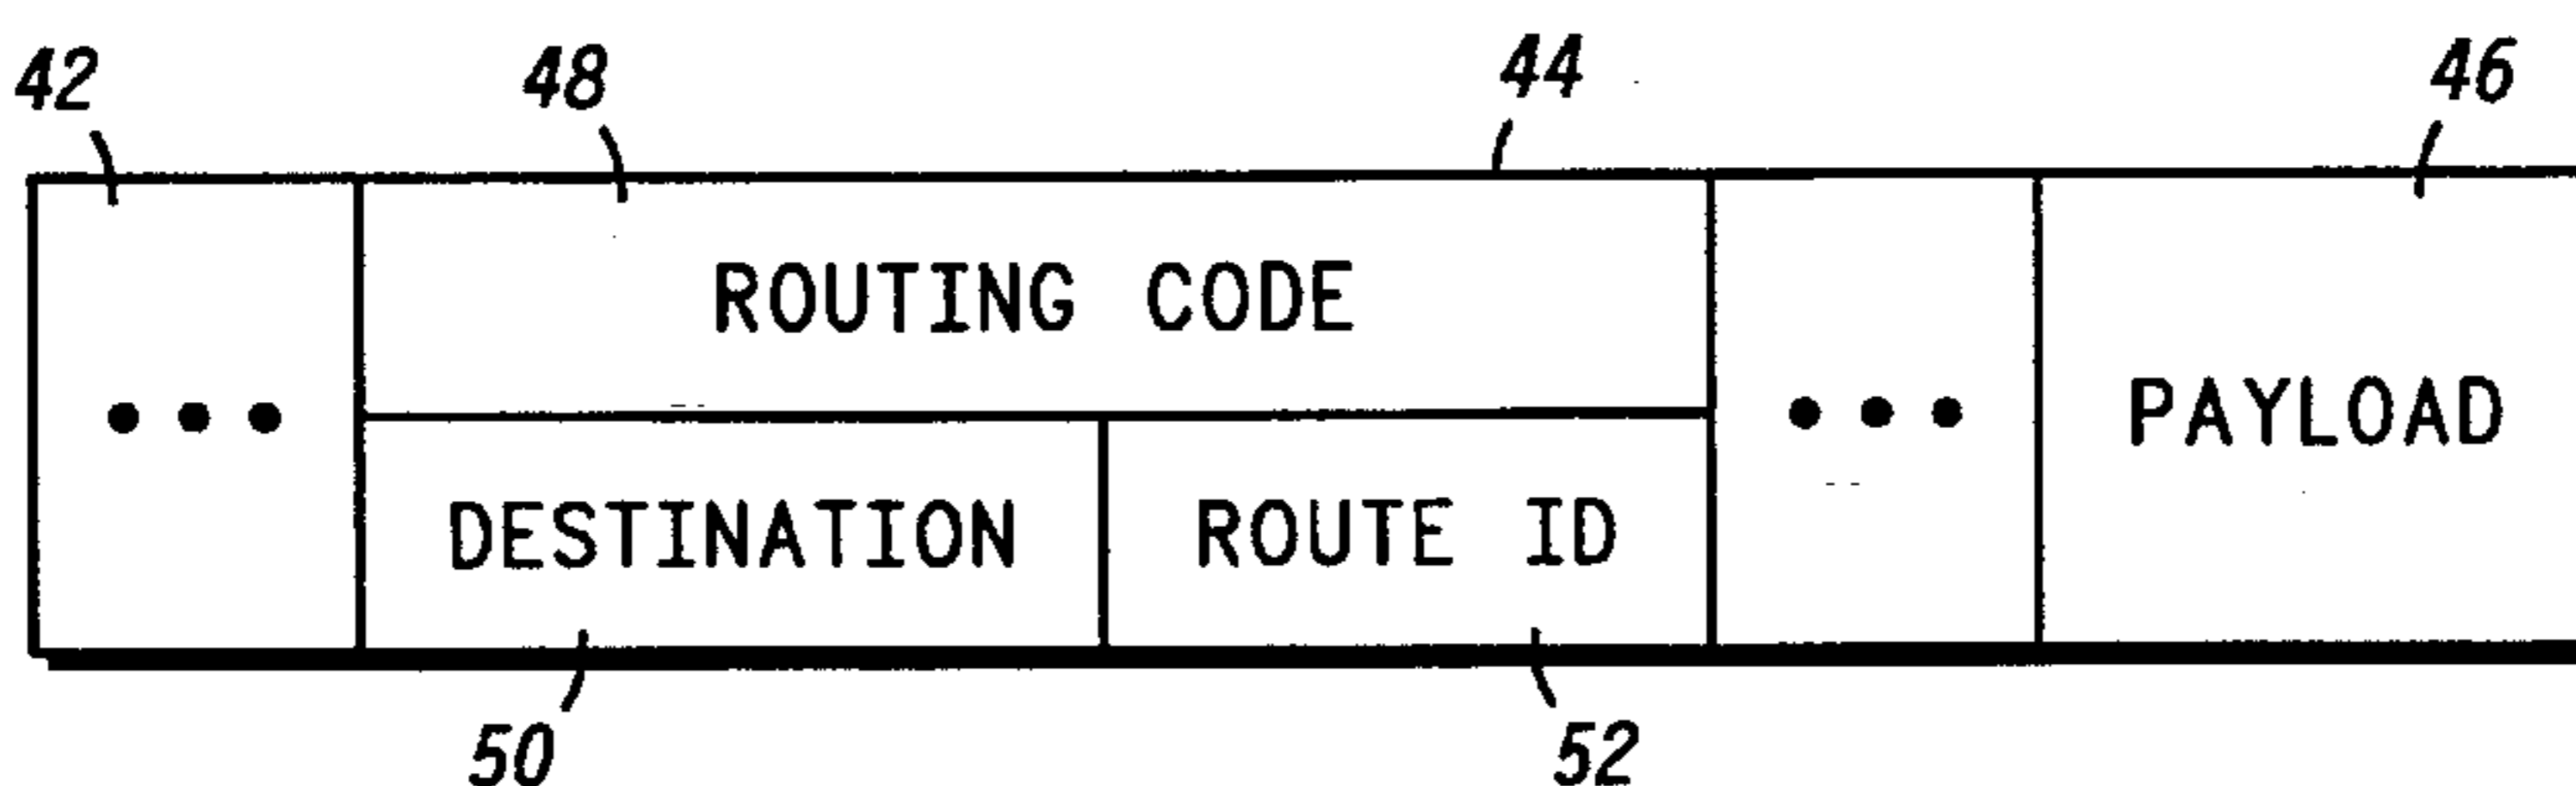 42 48 44 46
ROUTING CODE
••• ••• PAYLOAD
DESTINATION ROUTE ID
50 52